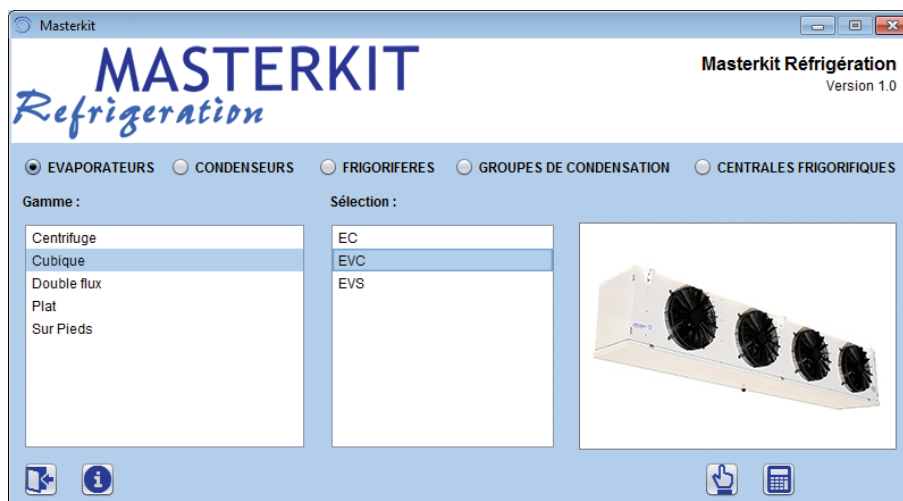 Masterkit
MASTERKIT
Refrigeration
Masterkit Réfrigération
Version 1.0
EVAPORATEURS CONDENSEURS FRIGORIFERES GROUPES DE CONDENSATION CENTRALES FRIGORIFIQUES
Gamme :
Sélection :
Centrifuge
Cubique
Double flux
Plat
Sur Pieds
EC
EVC
EVS